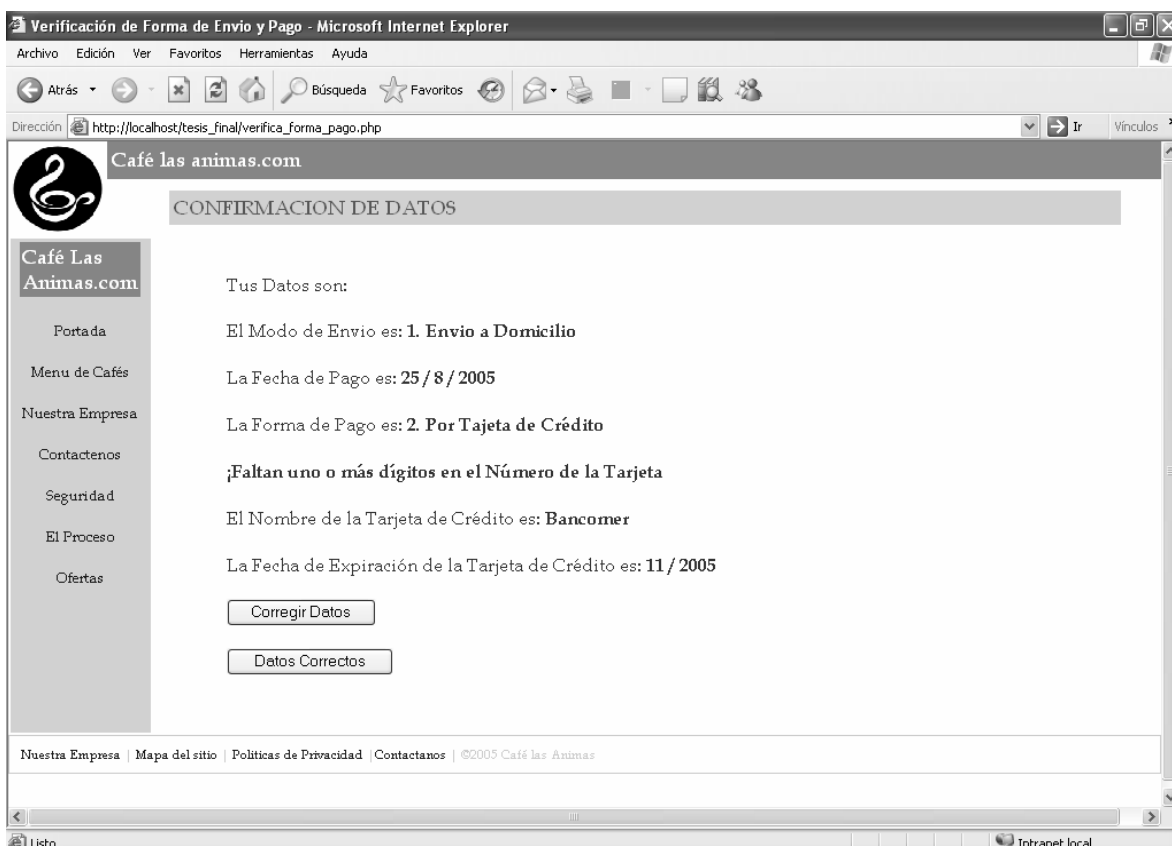 Verificación de Forma de Envio y Pago - Microsoft Internet Explorer
Archivo Edición Ver Favoritos Herramientas Ayuda
Atrás Búsqueda Favoritos
Dirección http://localhost/tesis_final/verifica_forma_pago.php Ir Vínculos
Café las animas.com
CONFIRMACION DE DATOS
Café Las
Animas.com
Portada
Menu de Cafés
Nuestra Empresa
Contactenos
Seguridad
El Proceso
Ofertas
Tus Datos son:
El Modo de Envio es: 1. Envio a Domicilio
La Fecha de Pago es: 25 / 8 / 2005
La Forma de Pago es: 2. Por Tajeta de Crédito
¡Faltan uno o más dígitos en el Número de la Tarjeta
El Nombre de la Tarjeta de Crédito es: Bancomer
La Fecha de Expiración de la Tarjeta de Crédito es: 11 / 2005
Corregir Datos
Datos Correctos
Nuestra Empresa | Mapa del sitio | Politicas de Privacidad |Contactanos | ©2005 Café las Animas
Listo Intranet local